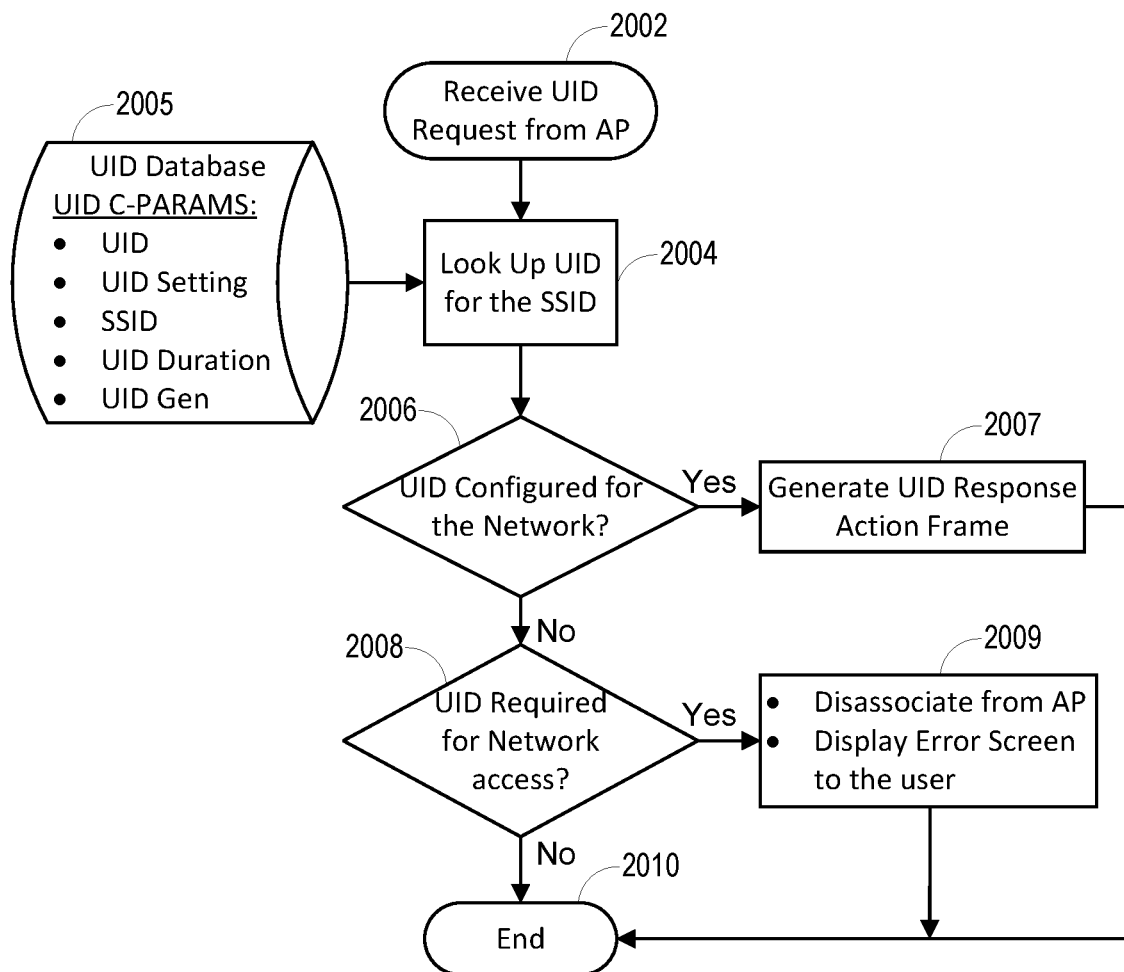 2002
Receive UID
Request from AP
2005
UID Database
UID C-PARAMS:
• UID
• UID Setting
• SSID
• UID Duration
• UID Gen
Look Up UID
for the SSID
2004
2006
UID Configured for
the Network?
Yes
2007
Generate UID Response
Action Frame
No
2008
UID Required
for Network
access?
Yes
2009
• Disassociate from AP
• Display Error Screen
to the user
No
2010
End